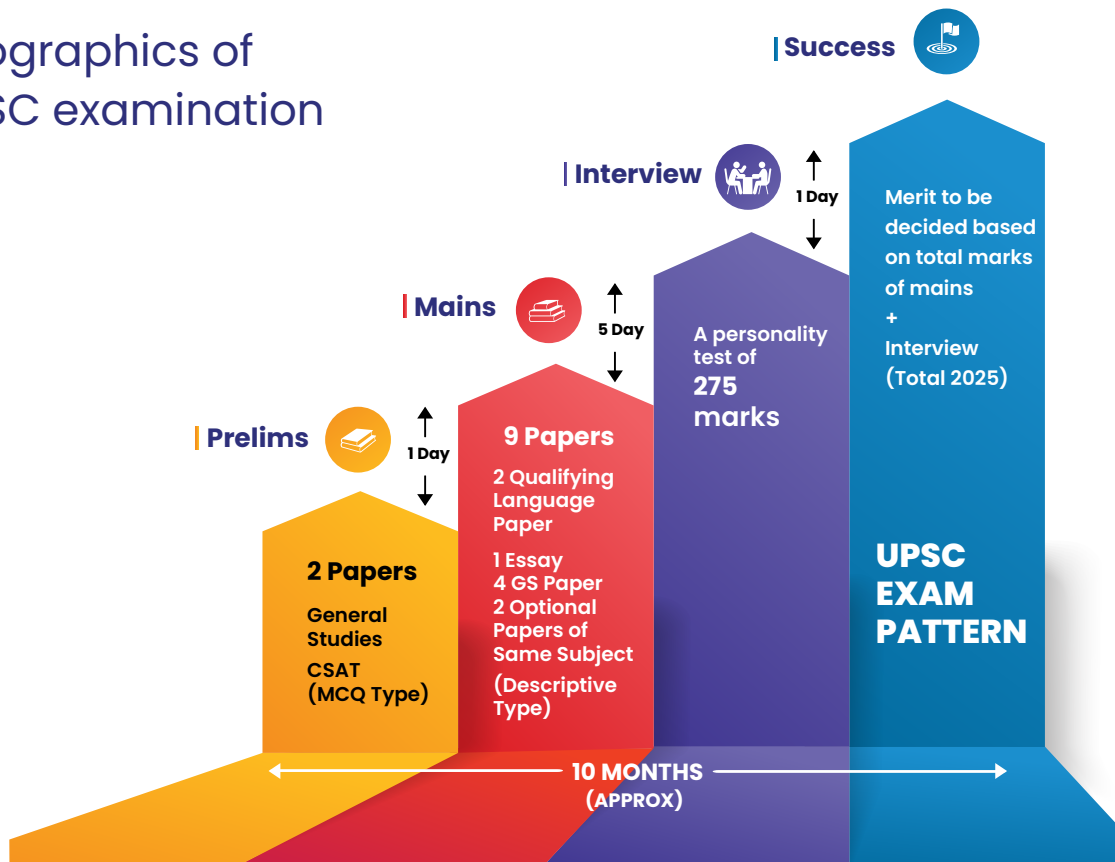 ographics of
SC examination
Success
Interview
1 Day
Merit to be
decided based
on total marks
of mains
+
Interview
(Total 2025)
UPSC
EXAM
PATTERN
A personality
test of
275
marks
Mains
5 Day
9 Papers
2 Qualifying
Language
Paper
1 Essay
4 GS Paper
2 Optional
Papers of
Same Subject
(Descriptive
Type)
Prelims
1 Day
2 Papers
General
Studies
CSAT
(MCQ Type)
10 MONTHS
(APPROX)